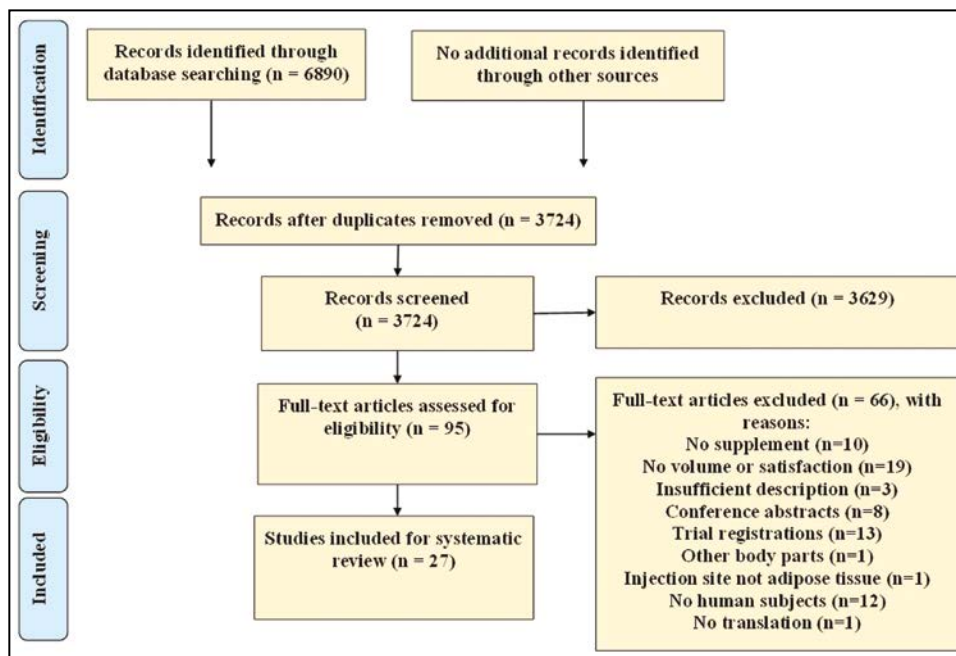 Identification
Records identified through
database searching (n = 6890)
No additional records identified
through other sources
Screening
Records after duplicates removed (n = 3724)
Records screened
(n = 3724)
Records excluded (n = 3629)
Eligibility
Full-text articles assessed for
eligibility (n = 95)
Full-text articles excluded (n = 66), with
reasons:
No supplement (n=10)
No volume or satisfaction (n=19)
Insufficient description (n=3)
Conference abstracts (n=8)
Trial registrations (n=13)
Other body parts (n=1)
Injection site not adipose tissue (n=1)
No human subjects (n=12)
No translation (n=1)
Included
Studies included for systematic
review (n = 27)